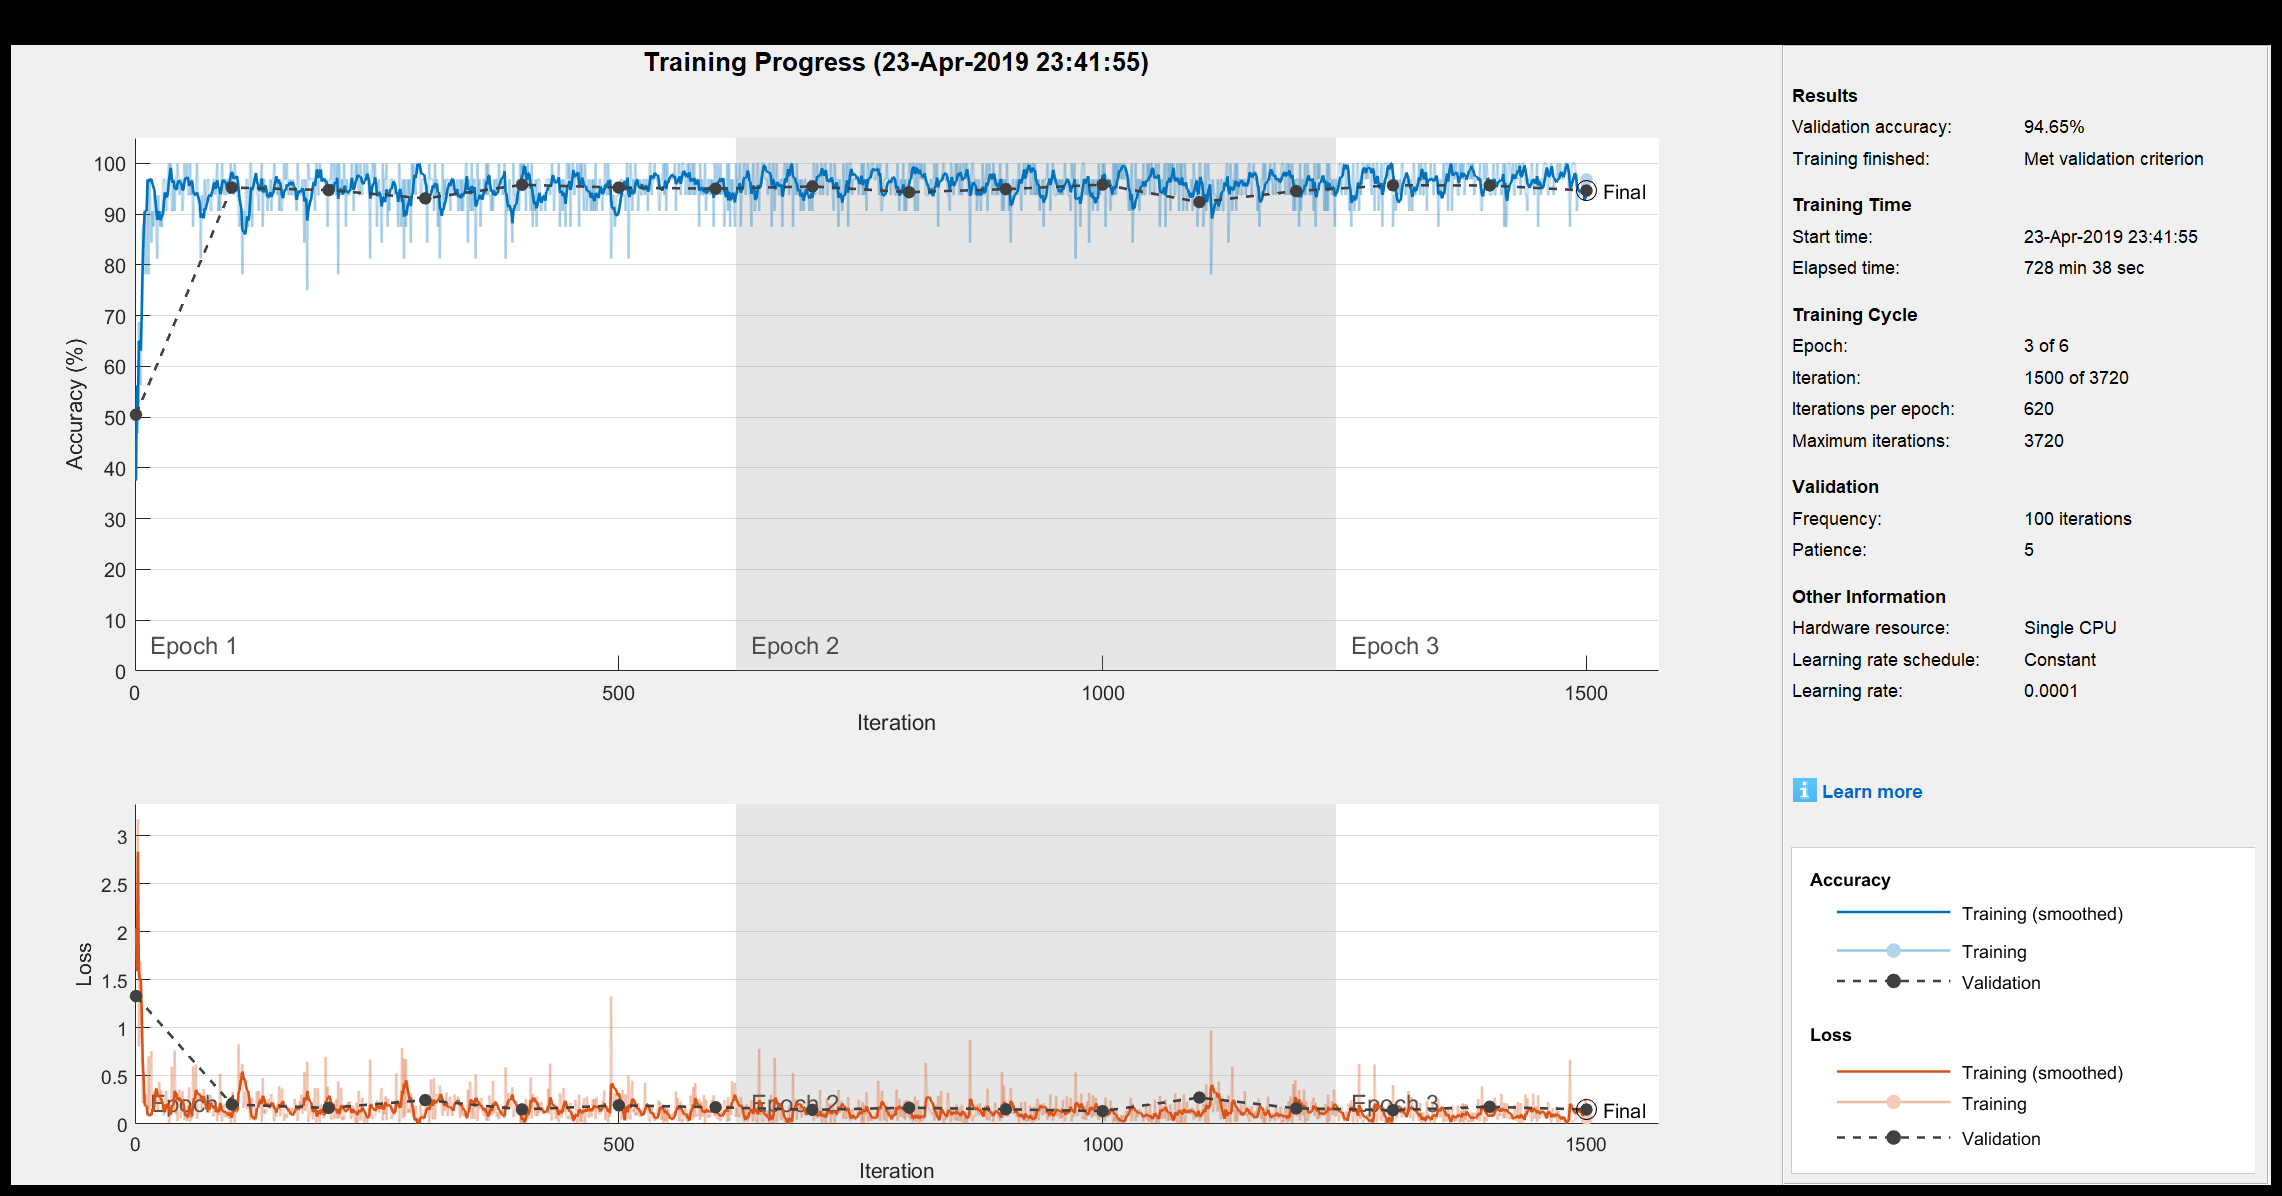 Training Progress (23-Apr-2019 23:41:55)
100
90
80
70
60
50
40
30
20
10
0
Accuracy (%)
Epoch 1
Epoch 2
Epoch 3
Final
0
500
1000
1500
Iteration
3
2.5
2
1.5
1
0.5
0
Loss
Epoch
Epoch 2
Epoch 3
Final
0
500
1000
1500
Iteration
Results
Validation accuracy: 94.65%
Training finished: Met validation criterion
Training Time
Start time: 23-Apr-2019 23:41:55
Elapsed time: 728 min 38 sec
Training Cycle
Epoch: 3 of 6
Iteration: 1500 of 3720
Iterations per epoch: 620
Maximum iterations: 3720
Validation
Frequency: 100 iterations
Patience: 5
Other Information
Hardware resource: Single CPU
Learning rate schedule: Constant
Learning rate: 0.0001
i Learn more
Accuracy
Training (smoothed)
Training
Validation
Loss
Training (smoothed)
Training
Validation